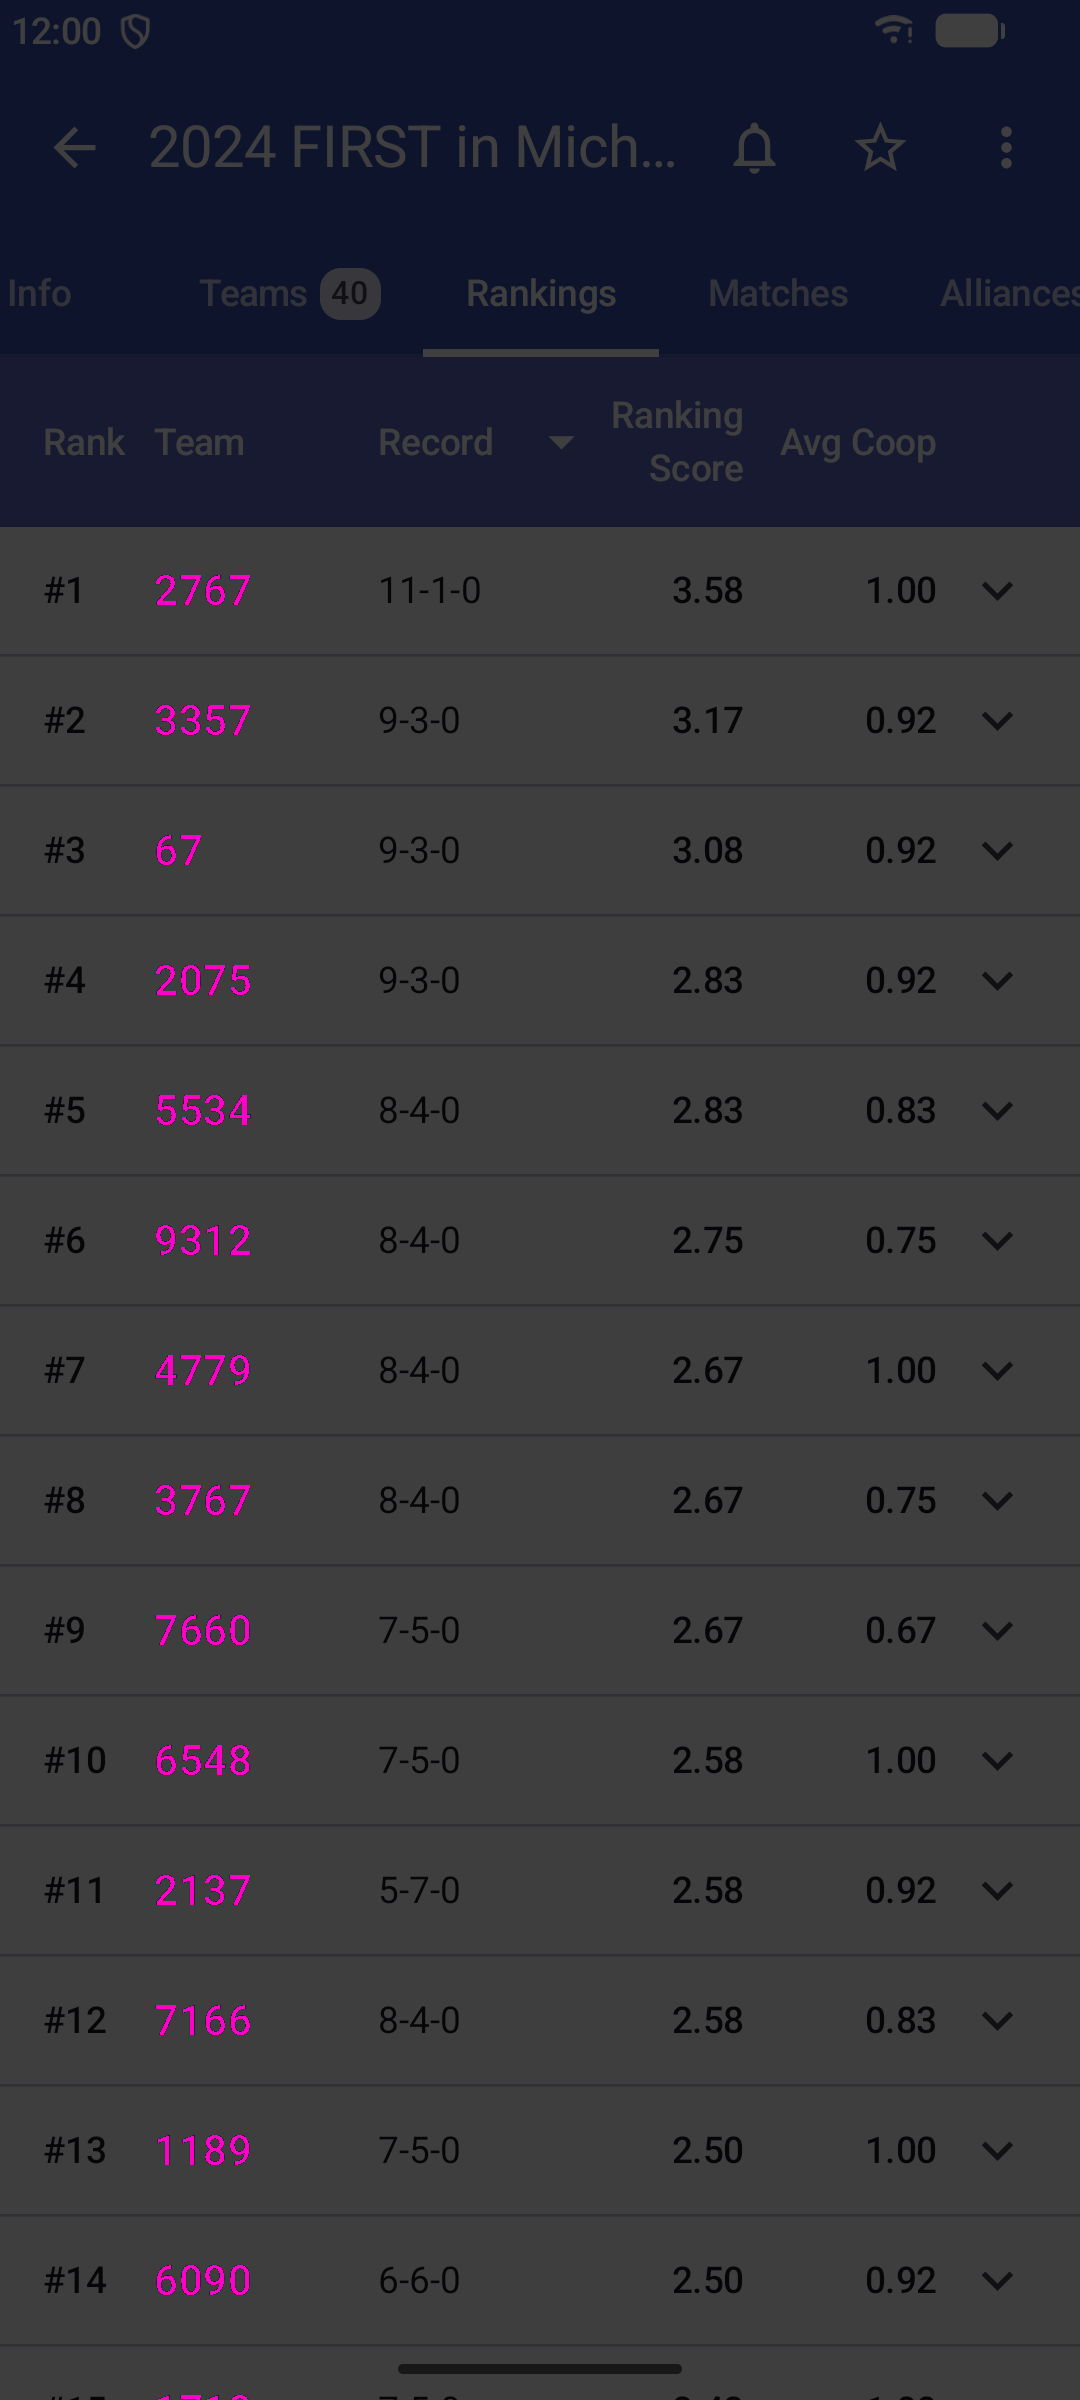 12:00
2024 FIRST in Mich...
Info Teams 40 Rankings Matches Alliances
Rank Team Record Ranking Score Avg Coop
#1 2767 11-1-0 3.58 1.00
#2 3357 9-3-0 3.17 0.92
#3 67 9-3-0 3.08 0.92
#4 2075 9-3-0 2.83 0.92
#5 5534 8-4-0 2.83 0.83
#6 9312 8-4-0 2.75 0.75
#7 4779 8-4-0 2.67 1.00
#8 3767 8-4-0 2.67 0.75
#9 7660 7-5-0 2.67 0.67
#10 6548 7-5-0 2.58 1.00
#11 2137 5-7-0 2.58 0.92
#12 7166 8-4-0 2.58 0.83
#13 1189 7-5-0 2.50 1.00
#14 6090 6-6-0 2.50 0.92